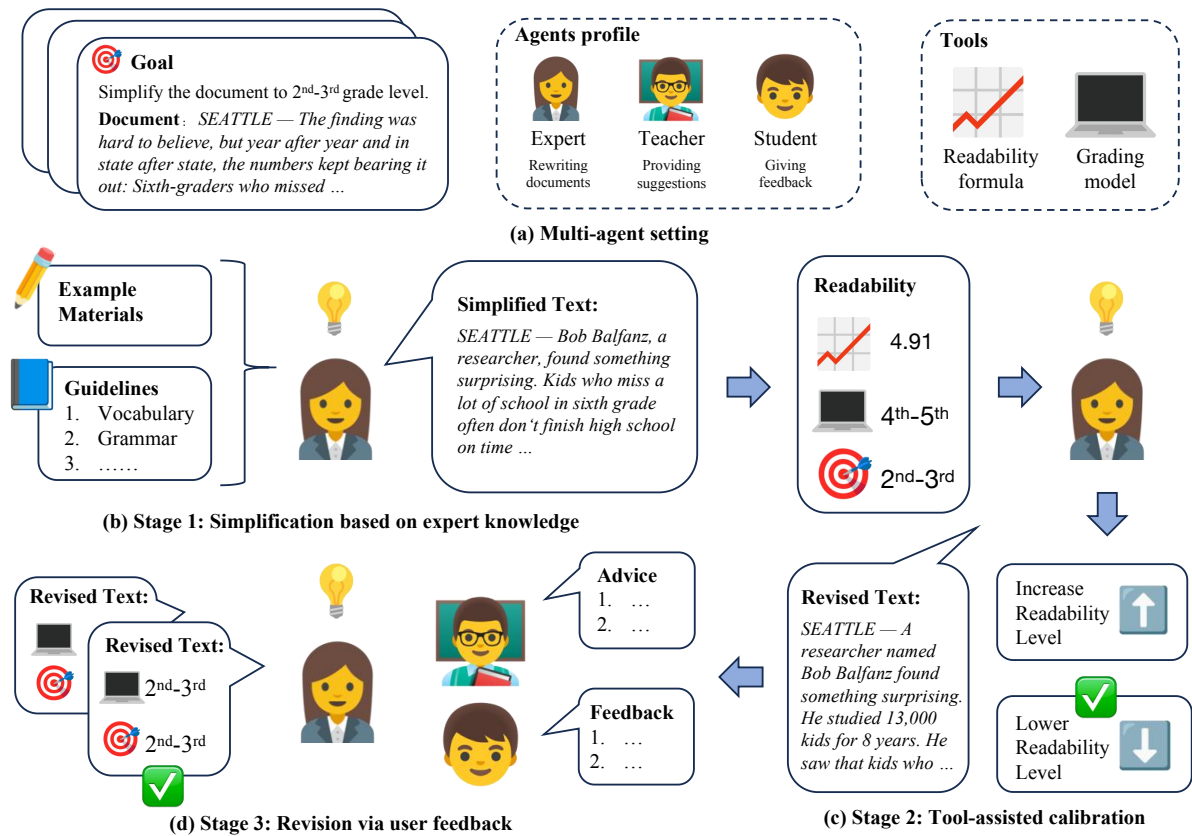 Goal
Simplify the document to 2nd-3rd grade level.
Document: SEATTLE — The finding was
hard to believe, but year after year and in
state after state, the numbers kept bearing it
out: Sixth-graders who missed …
Agents profile
Expert
Rewriting
documents
Teacher
Providing
suggestions
Student
Giving
feedback
Tools
Readability
formula
Grading
model
(a) Multi-agent setting
Example
Materials
Guidelines
1. Vocabulary
2. Grammar
3. ……
Simplified Text:
SEATTLE — Bob Balfanz, a
researcher, found something
surprising. Kids who miss a
lot of school in sixth grade
often don't finish high school
on time …
Readability
4.91
4th-5th
2nd-3rd
(b) Stage 1: Simplification based on expert knowledge
Increase
Readability
Level
Lower
Readability
Level
Revised Text:
SEATTLE — A
researcher named
Bob Balfanz found
something surprising.
He studied 13,000
kids for 8 years. He
saw that kids who …
(c) Stage 2: Tool-assisted calibration
Advice
1. …
2. …
Feedback
1. …
2. …
Revised Text:
Revised Text:
2nd-3rd
2nd-3rd
(d) Stage 3: Revision via user feedback